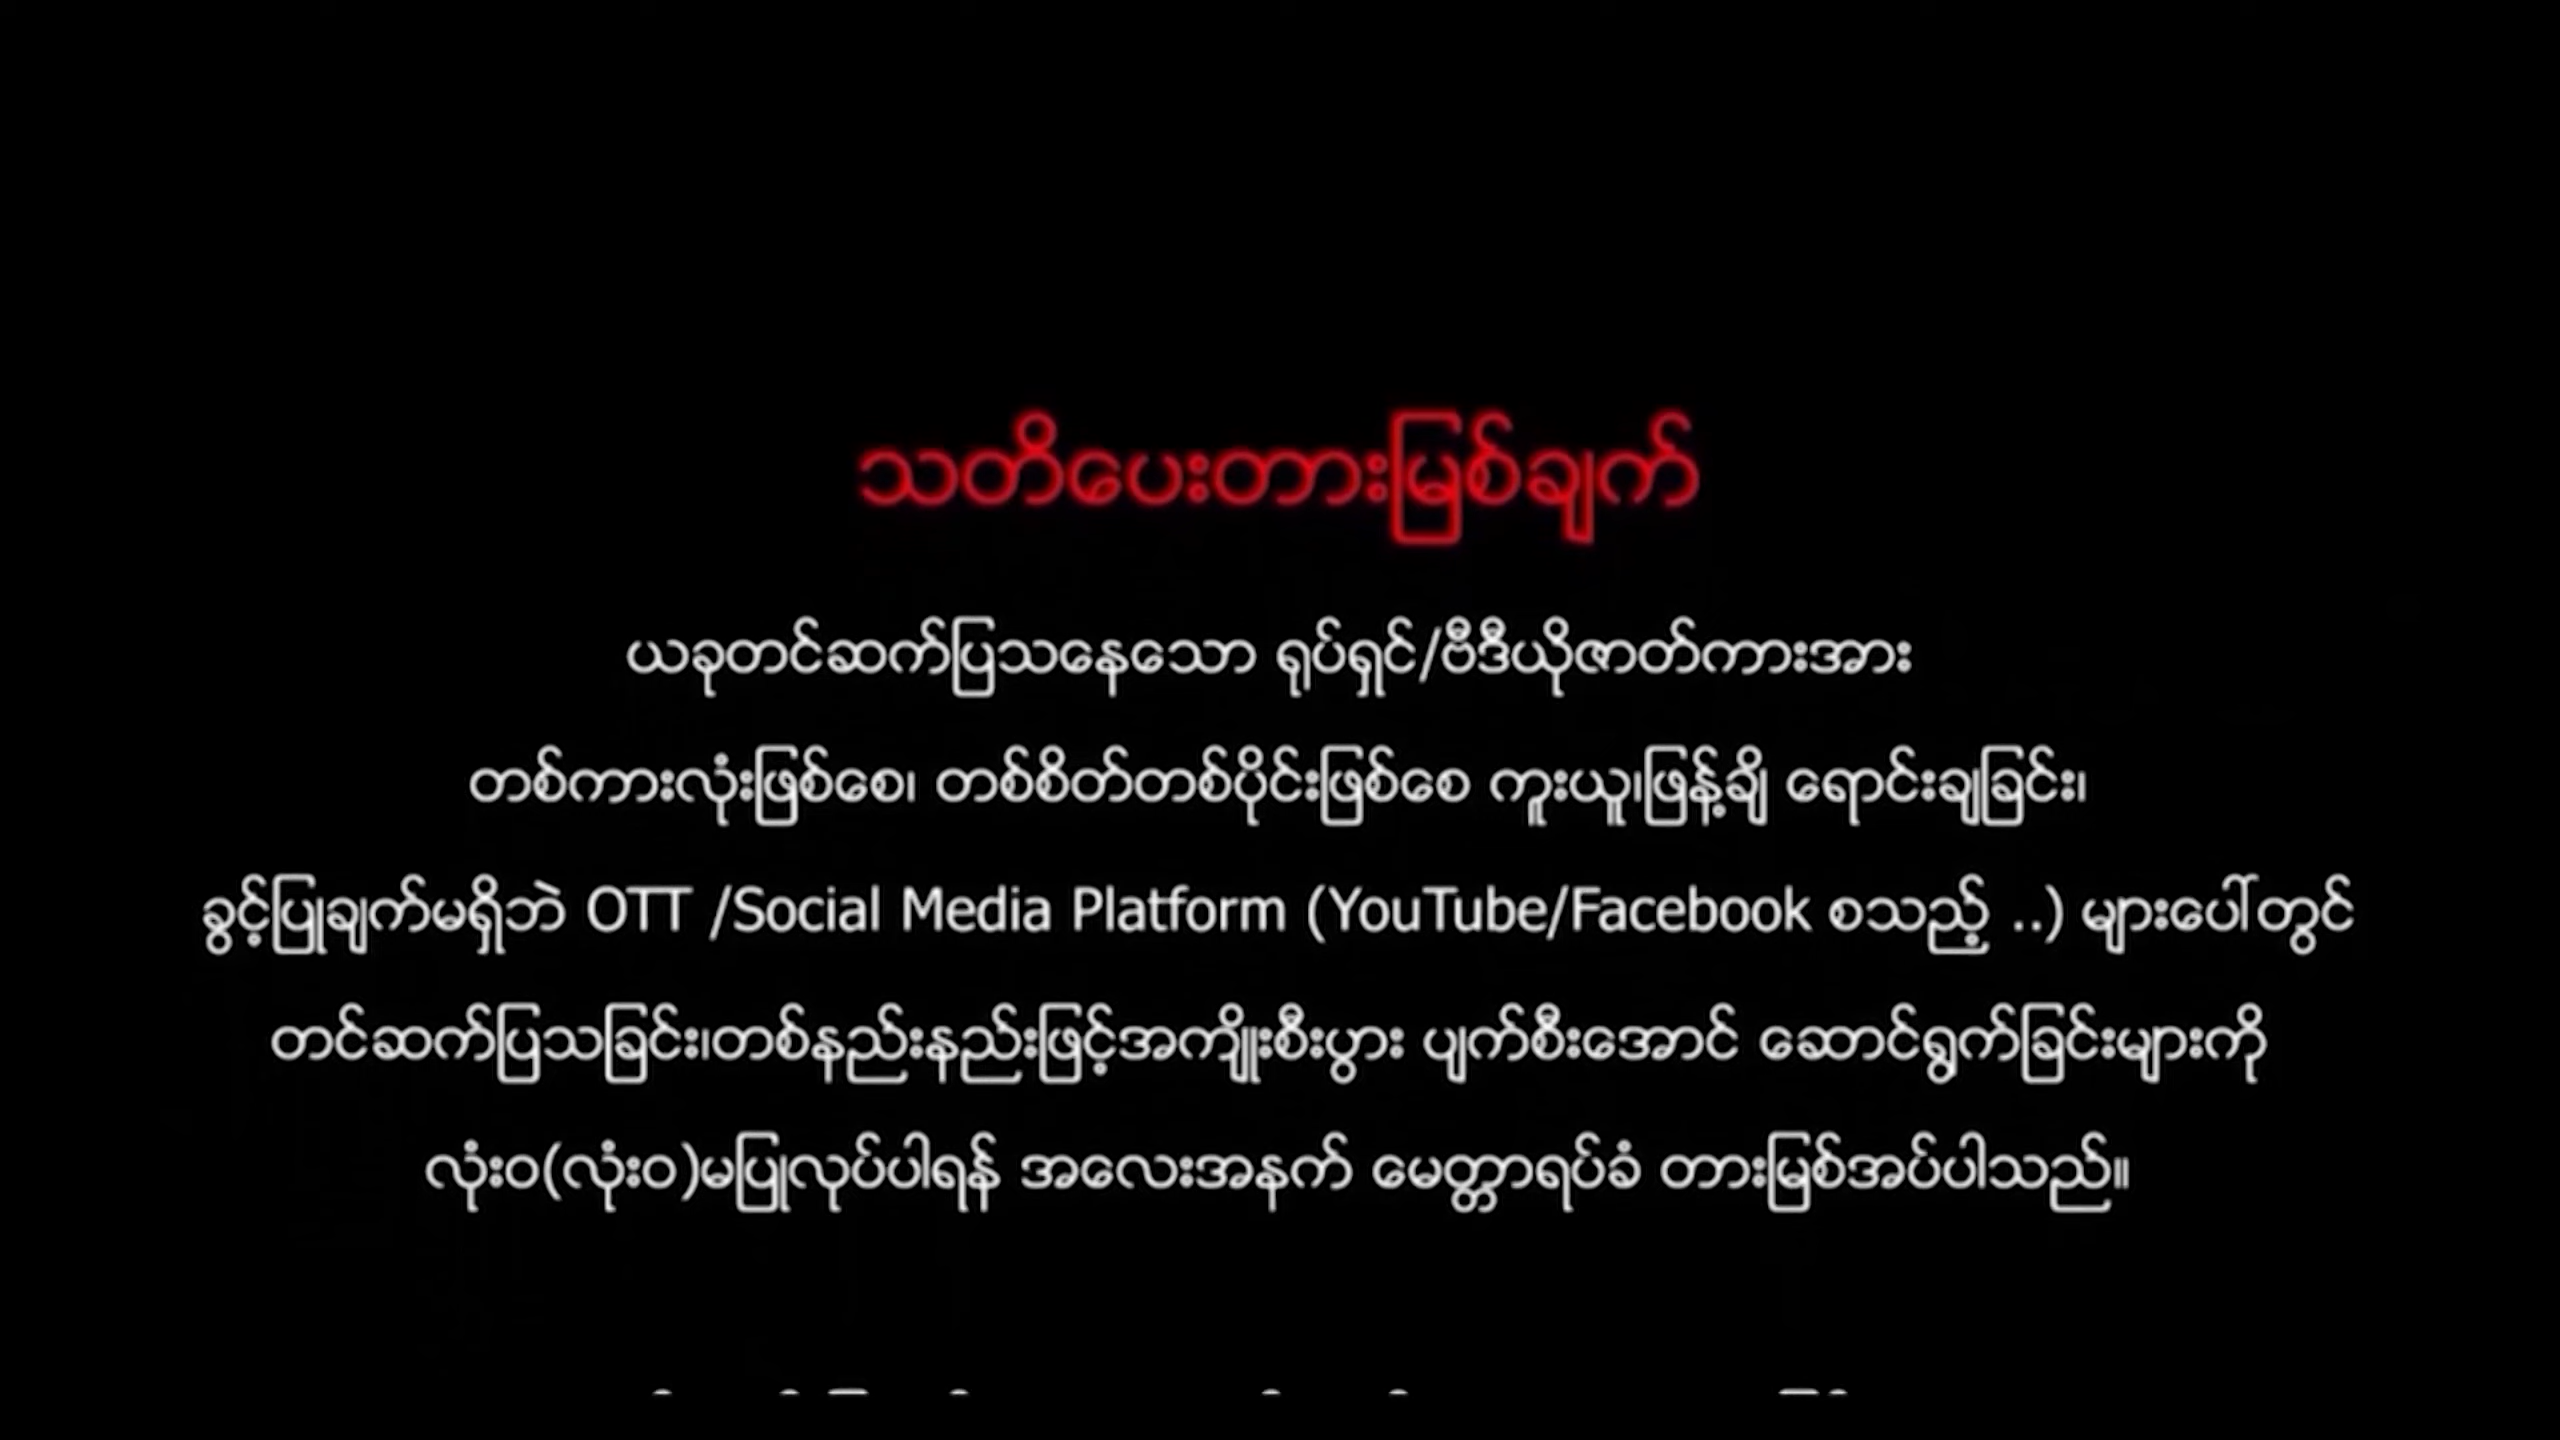 သတိပေးတားမြစ်ချက်
ယခုတင်ဆက်ပြသနေသော ရုပ်ရှင်/ဗီဒီယိုဇာတ်ကားအား
တစ်ကားလုံးဖြစ်စေ၊ တစ်စိတ်တစ်ပိုင်းဖြစ်စေ ကူးယူ၊ဖြန့်ချိ ရောင်းချခြင်း၊
ခွင့်ပြုချက်မရှိဘဲ OTT /Social Media Platform (YouTube/Facebook စသည့် ..) များပေါ်တွင်
တင်ဆက်ပြသခြင်း၊တစ်နည်းနည်းဖြင့်အကျိုးစီးပွား ပျက်စီးအောင် ဆောင်ရွက်ခြင်းများကို
လုံးဝ(လုံးဝ)မပြုလုပ်ပါရန် အလေးအနက် မေတ္တာရပ်ခံ တားမြစ်အပ်ပါသည်။